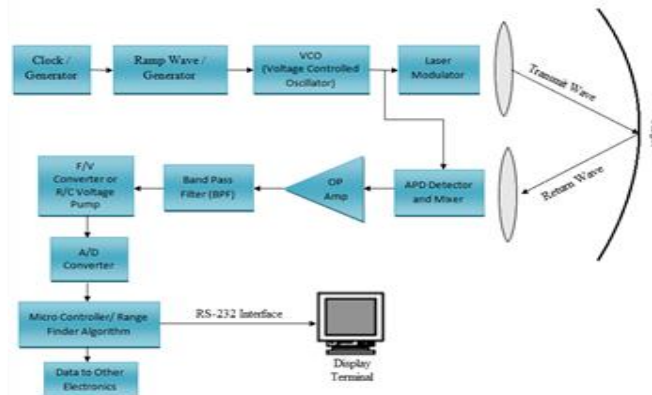 Clock /
Generator
Ramp Wave /
Generator
VCO
(Voltage Controlled
Oscillator)
Laser
Modulator
Transmit Wave
Return Wave
F/V
Converter or
R/C Voltage
Pump
Band Pass
Filter (BPF)
OP
Amp
APD Detector
and Mixer
A/D
Converter
Micro Controller/ Range
Finder Algorithm
RS-232 Interface
Display
Terminal
Data to Other
Electronics